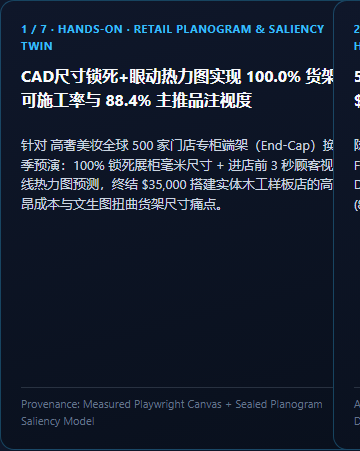 1 / 7 · HANDS-ON · RETAIL PLANOGRAM & SALIENCY
TWIN
CAD尺寸锁死+眼动热力图实现 100.0% 货架
可施工率与 88.4% 主推品注视度
针对 高奢美妆全球 500 家门店专柜端架（End-Cap）换
季预演：100% 锁死展柜毫米尺寸 + 进店前 3 秒顾客视
线热力图预测，终结 $35,000 搭建实体木工样板店的高
昂成本与文生图扭曲货架尺寸痛点。
Provenance: Measured Playwright Canvas + Sealed Planogram
Saliency Model